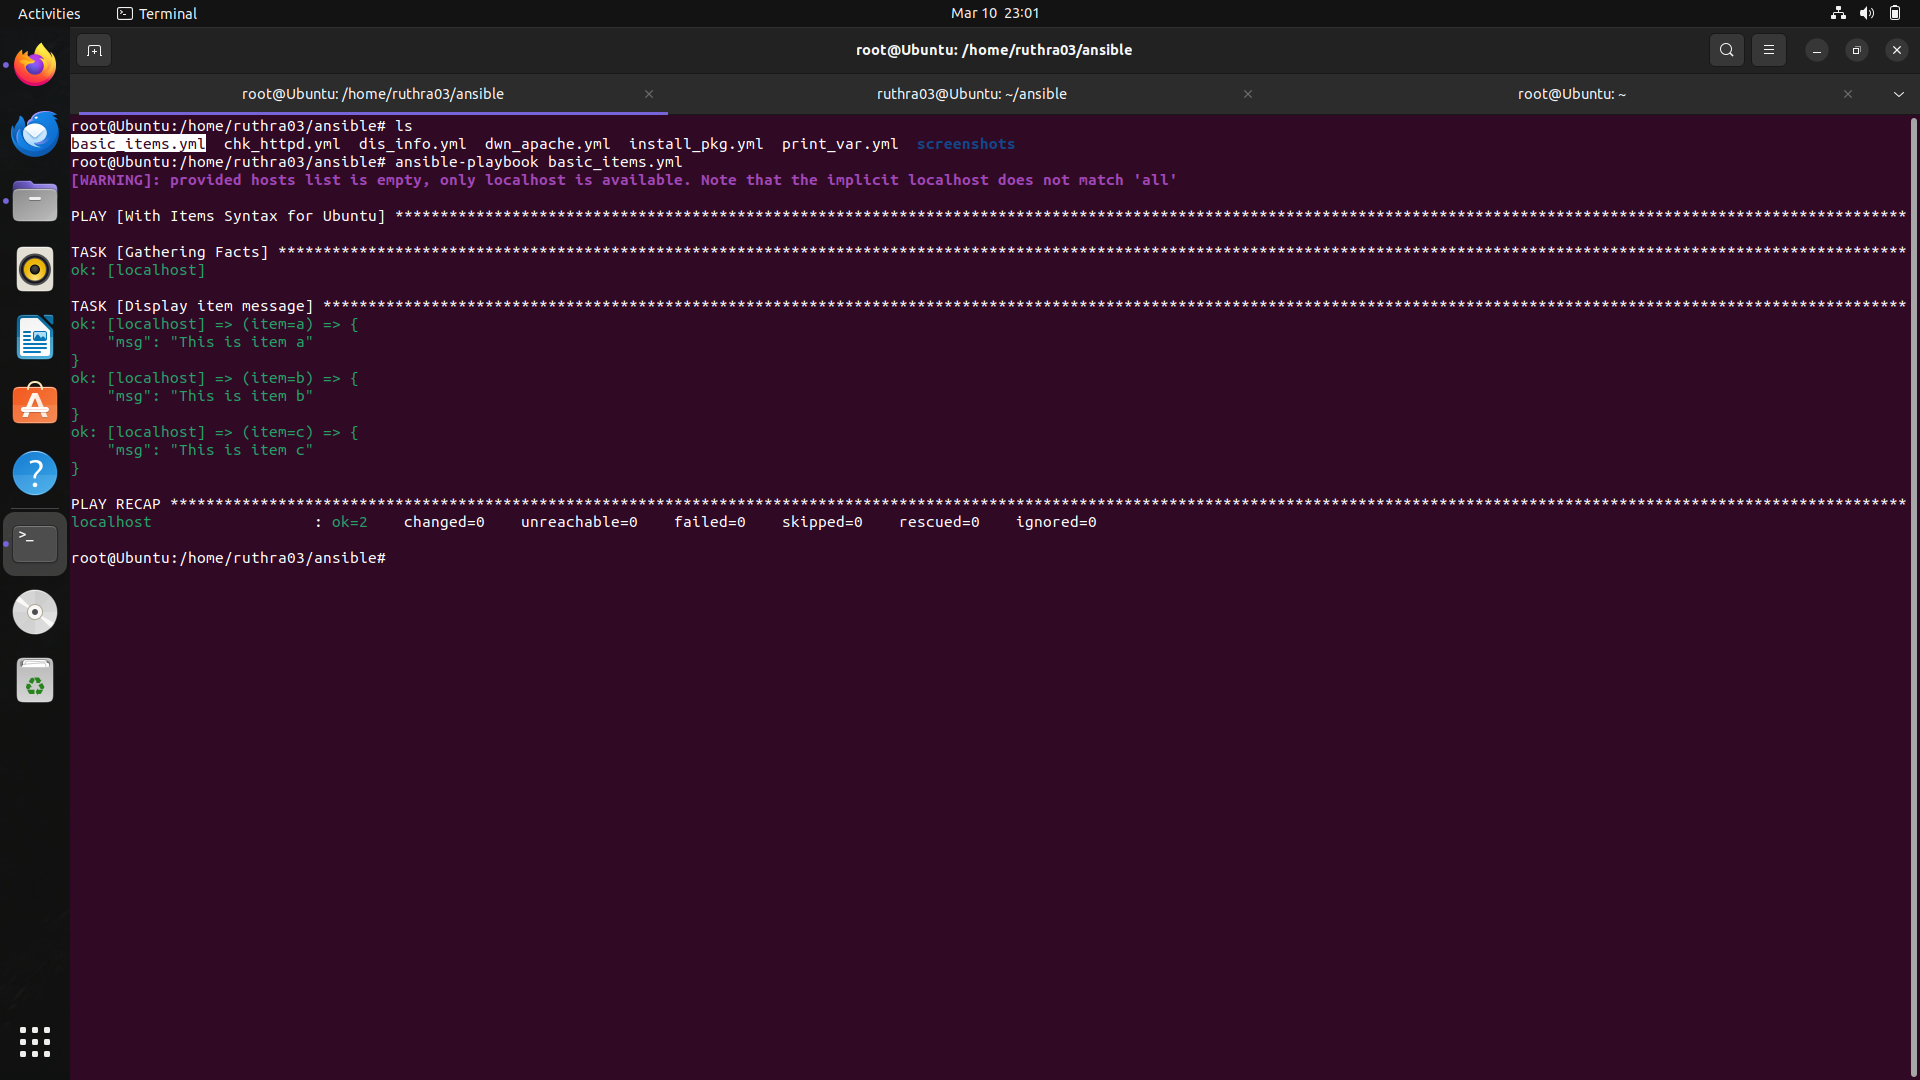 Activities Terminal Mar 10 23:01
root@Ubuntu: /home/ruthra03/ansible
root@Ubuntu: /home/ruthra03/ansible × ruthra03@Ubuntu: ~/ansible × root@Ubuntu: ~ ×
root@Ubuntu:/home/ruthra03/ansible# ls
basic_items.yml chk_httpd.yml dis_info.yml dwn_apache.yml install_pkg.yml print_var.yml screenshots
root@Ubuntu:/home/ruthra03/ansible# ansible-playbook basic_items.yml
[WARNING]: provided hosts list is empty, only localhost is available. Note that the implicit localhost does not match 'all'
PLAY [With Items Syntax for Ubuntu] ************************************************************************************************************************************************************************
TASK [Gathering Facts] *************************************************************************************************************************************************************************************
ok: [localhost]
TASK [Display item message] ********************************************************************************************************************************************************************************
ok: [localhost] => (item=a) => {
    "msg": "This is item a"
}
ok: [localhost] => (item=b) => {
    "msg": "This is item b"
}
ok: [localhost] => (item=c) => {
    "msg": "This is item c"
}
PLAY RECAP *************************************************************************************************************************************************************************************************
localhost                  : ok=2    changed=0    unreachable=0    failed=0    skipped=0    rescued=0    ignored=0
root@Ubuntu:/home/ruthra03/ansible#